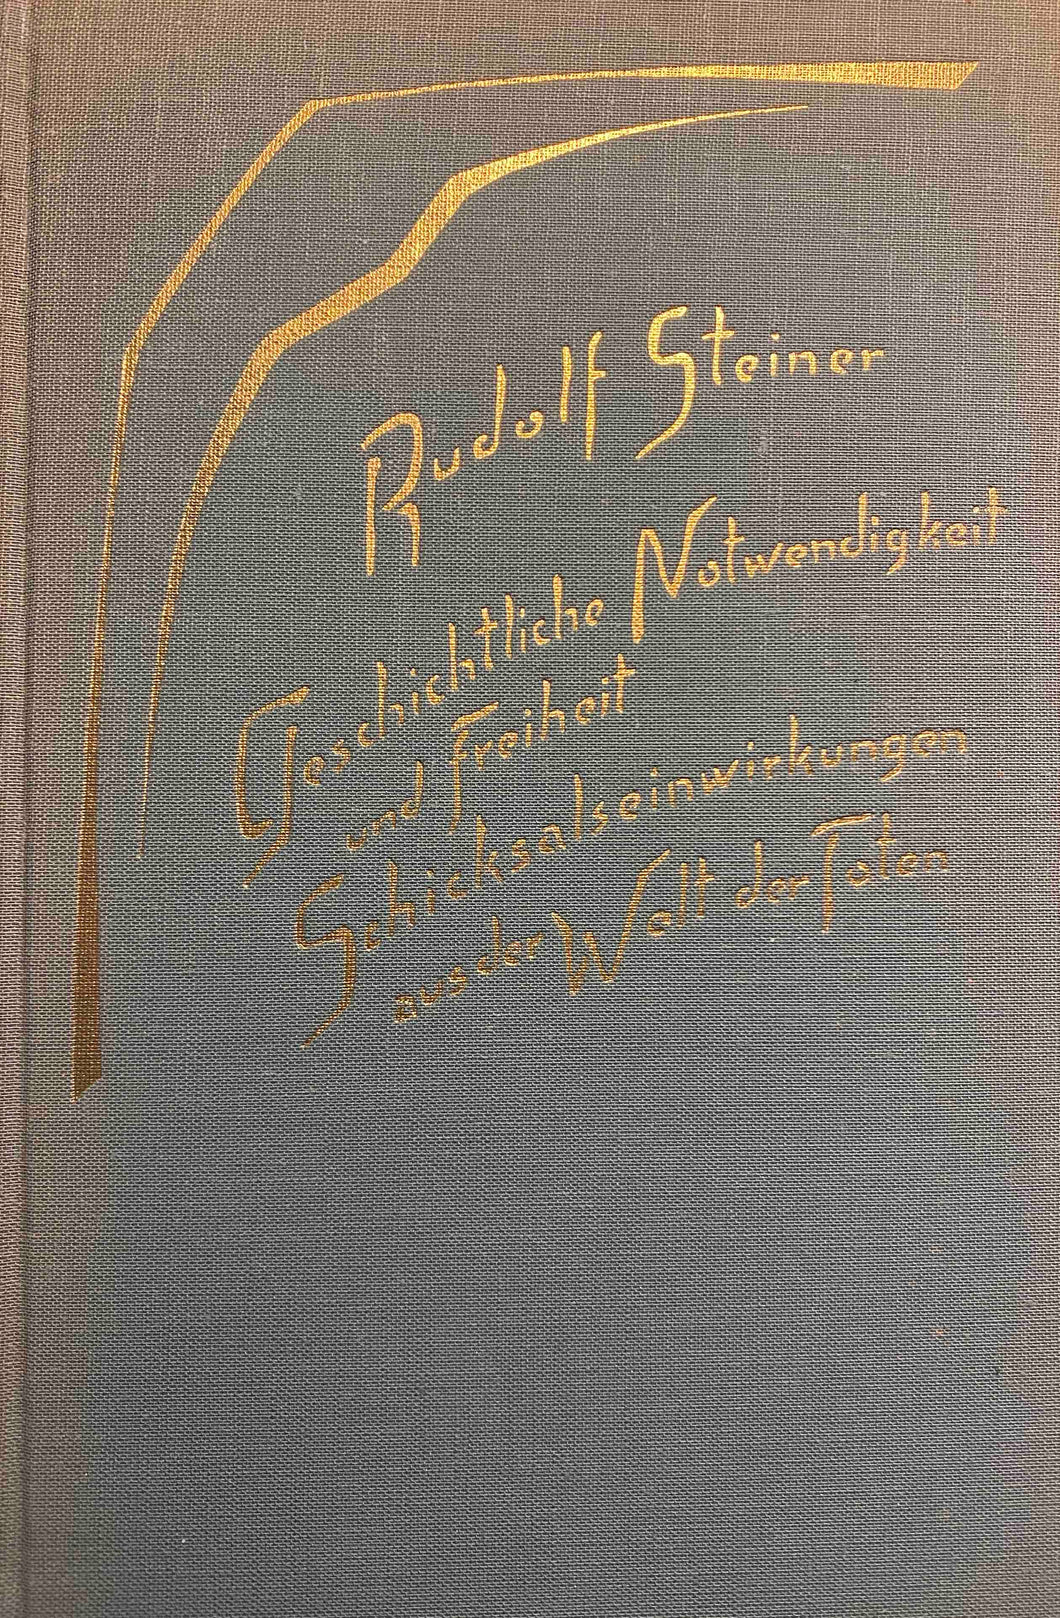 Rudolf Steiner
Geschichtliche Notwendigkeit
und Freiheit
Schicksalseinwirkungen
aus der Welt der Toten